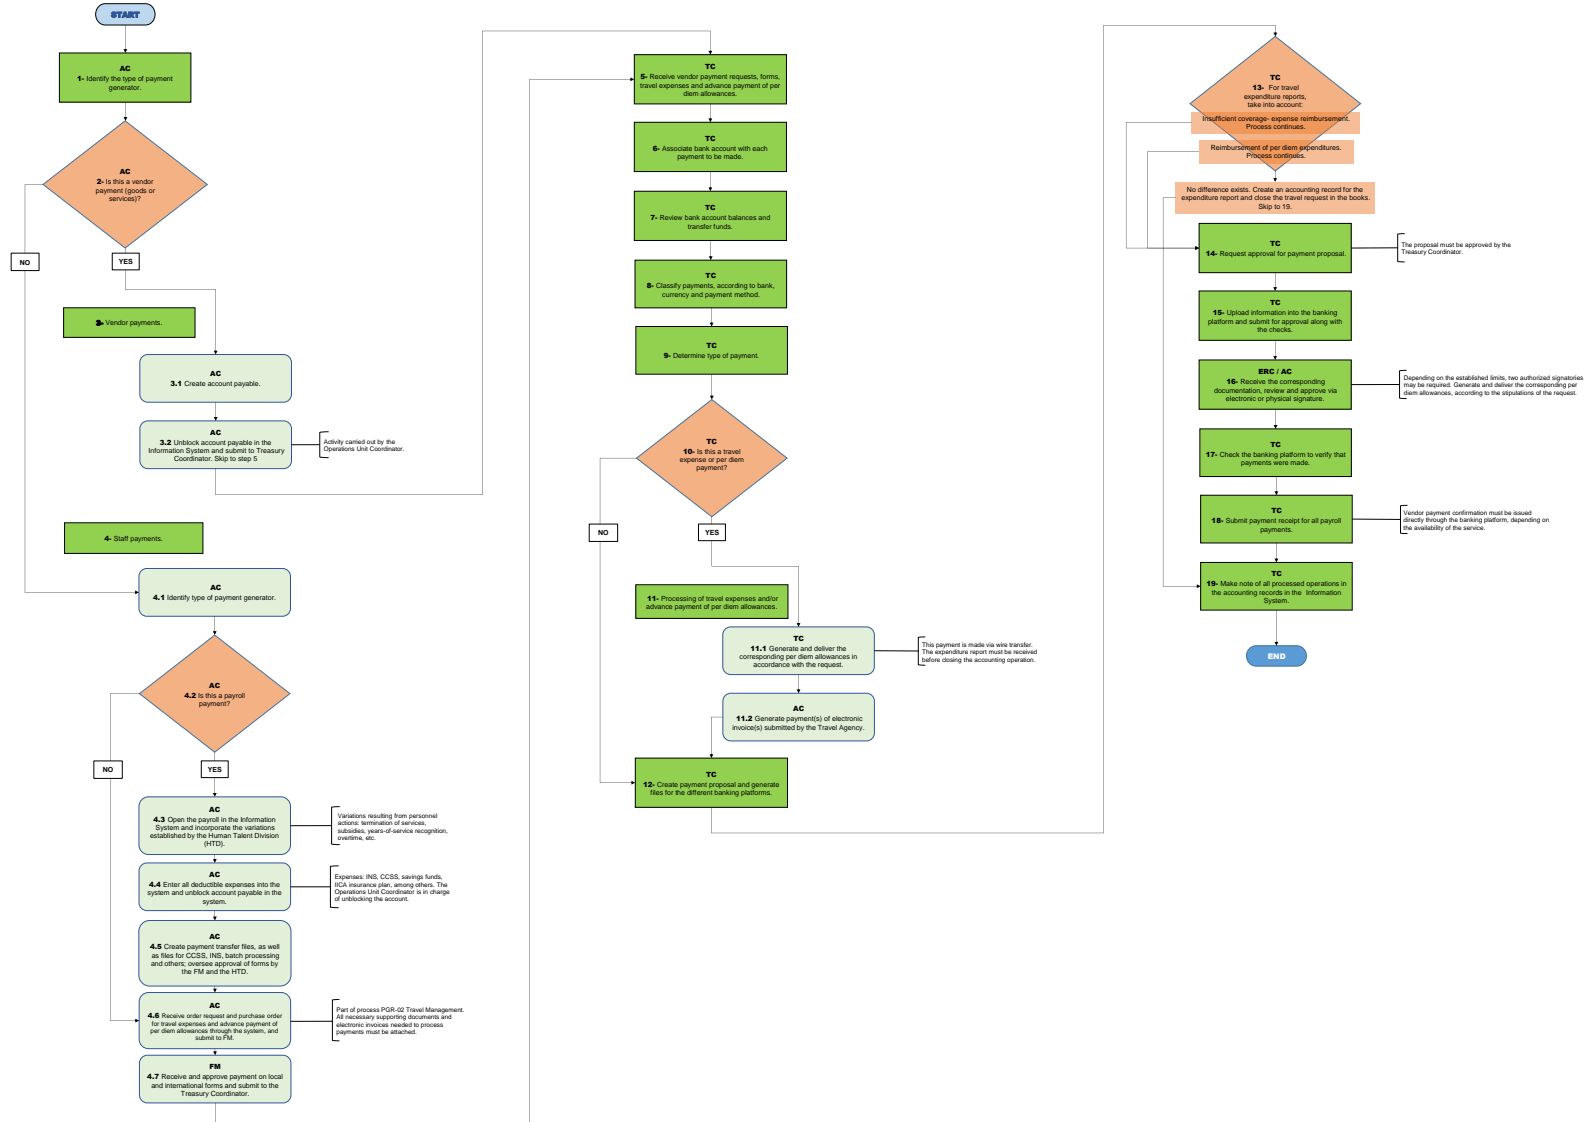 START
AC
1- Identify the type of payment
generator.
AC
2- Is this a vendor
payment (goods or
services)?
NO
YES
3- Vendor payments.
AC
3.1 Create account payable.
AC
3.2 Unblock account payable in the
Information System and submit to Treasury
Coordinator. Skip to step 5
Activity carried out by the
Operations Unit Coordinator.
4- Staff payments.
AC
4.1 Identify type of payment generator.
AC
4.2 Is this a payroll
payment?
NO
YES
AC
4.3 Open the payroll in the Information
System and incorporate the variations
established by the Human Talent Division
(HTD).
Variations resulting from personnel
actions: termination of services,
subsidies, years-of-service recognition,
overtime, etc.
AC
4.4 Enter all deductible expenses into the
system and unblock account payable in the
system.
Expenses: INS, CCSS, savings funds,
IICA insurance plan, among others. The
Operations Unit Coordinator is in charge
of unblocking the account.
AC
4.5 Create payment transfer files, as well
as files for CCSS, INS, batch processing
and others; oversee approval of forms by
the FM and the HTD.
AC
4.6 Receive order request and purchase order
for travel expenses and advance payment of
per diem allowances through the system, and
submit to FM.
Part of process PGR-02 Travel Management.
All necessary supporting documents and
electronic invoices needed to process
payments must be attached.
FM
4.7 Receive and approve payment on local
and international forms and submit to the
Treasury Coordinator.
TC
5- Receive vendor payment requests, forms,
travel expenses and advance payment of per
diem allowances.
TC
6- Associate bank account with each
payment to be made.
TC
7- Review bank account balances and
transfer funds.
TC
8- Classify payments, according to bank,
currency and payment method.
TC
9- Determine type of payment.
TC
10- Is this a travel
expense or per diem
payment?
NO
YES
11- Processing of travel expenses and/or
advance payment of per diem allowances.
TC
11.1 Generate and deliver the
corresponding per diem allowances in
accordance with the request.
This payment is made via wire transfer.
The expenditure report must be received
before closing the accounting operation.
AC
11.2 Generate payment(s) of electronic
invoice(s) submitted by the Travel Agency.
TC
12- Create payment proposal and generate
files for the different banking platforms.
TC
13- For travel
expenditure reports,
take into account:
Insufficient coverage- expense reimbursement.
Process continues.
Reimbursement of per diem expenditures.
Process continues.
No difference exists. Create an accounting record for the
expenditure report and close the travel request in the books.
Skip to 19.
TC
14- Request approval for payment proposal.
The proposal must be approved by the
Treasury Coordinator.
TC
15- Upload information into the banking
platform and submit for approval along with
the checks.
ERC / AC
16- Receive the corresponding
documentation, review and approve via
electronic or physical signature.
Depending on the established limits, two authorized signatories
may be required. Generate and deliver the corresponding per
diem allowances, according to the stipulations of the request.
TC
17- Check the banking platform to verify that
payments were made.
TC
18- Submit payment receipt for all payroll
payments.
Vendor payment confirmation must be issued
directly through the banking platform, depending on
the availability of the service.
TC
19- Make note of all processed operations in
the accounting records in the Information
System.
END